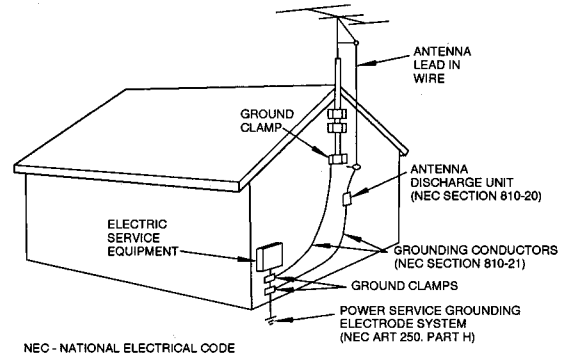 ANTENNA
LEAD IN
WIRE
GROUND
CLAMP
ANTENNA
DISCHARGE UNIT
(NEC SECTION 810-20)
ELECTRIC
SERVICE
EQUIPMENT
GROUNDING CONDUCTORS
(NEC SECTION 810-21)
GROUND CLAMPS
POWER SERVICE GROUNDING
ELECTRODE SYSTEM
(NEC ART 250. PART H)
NEC - NATIONAL ELECTRICAL CODE